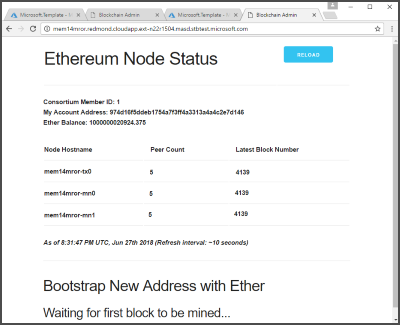 Microsoft.Template - M
Blockchain Admin
Microsoft.Template - M
Blockchain Admin
mem14mror.redmond.cloudapp.ext-n22r1504.masd.stbtest.microsoft.com
Ethereum Node Status
RELOAD
Consortium Member ID: 1
My Account Address: 974d16f5ddeb1754a7f3ff4a3313a4a4c2e7d146
Ether Balance: 1000000020924.375
Node Hostname Peer Count Latest Block Number
mem14mror-tx0 5 4139
mem14mror-mn0 5 4139
mem14mror-mn1 5 4139
As of 8:31:47 PM UTC, Jun 27th 2018 (Refresh interval: ~10 seconds)
Bootstrap New Address with Ether
Waiting for first block to be mined...